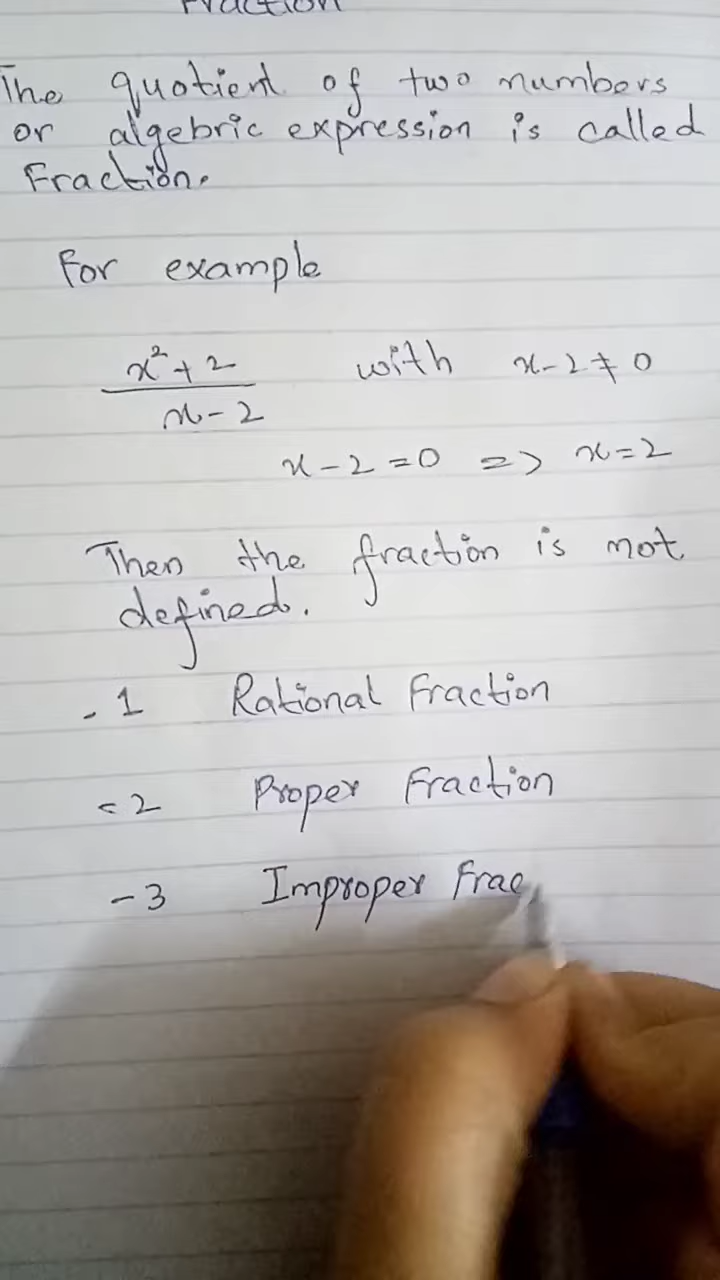 Fraction
The quotient of two numbers
or algebric expression is called
Fraction.
For example
x²+2 / x-2 with x-2≠0
x-2=0 => x=2
Then the fraction is not
defined.
-1 Rational Fraction
-2 Proper Fraction
-3 Improper Frac